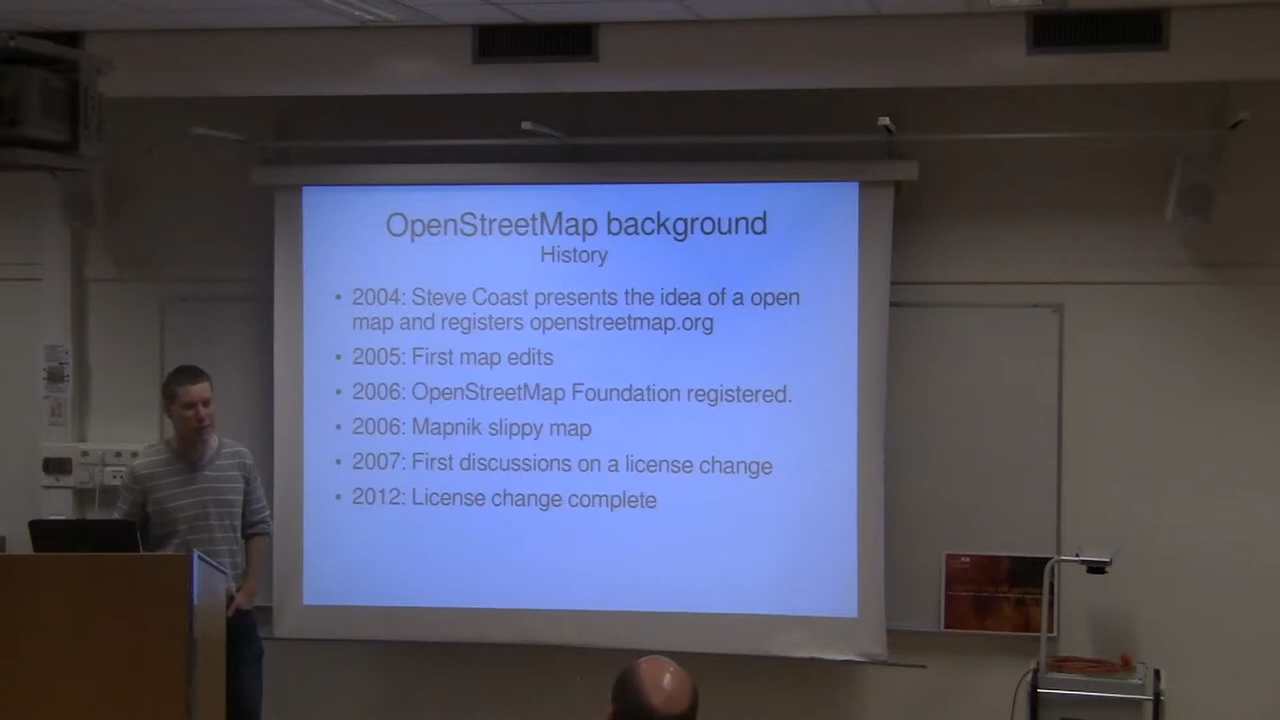 OpenStreetMap background
History
• 2004: Steve Coast presents the idea of a open
map and registers openstreetmap.org
• 2005: First map edits
• 2006: OpenStreetMap Foundation registered.
• 2006: Mapnik slippy map
• 2007: First discussions on a license change
• 2012: License change complete